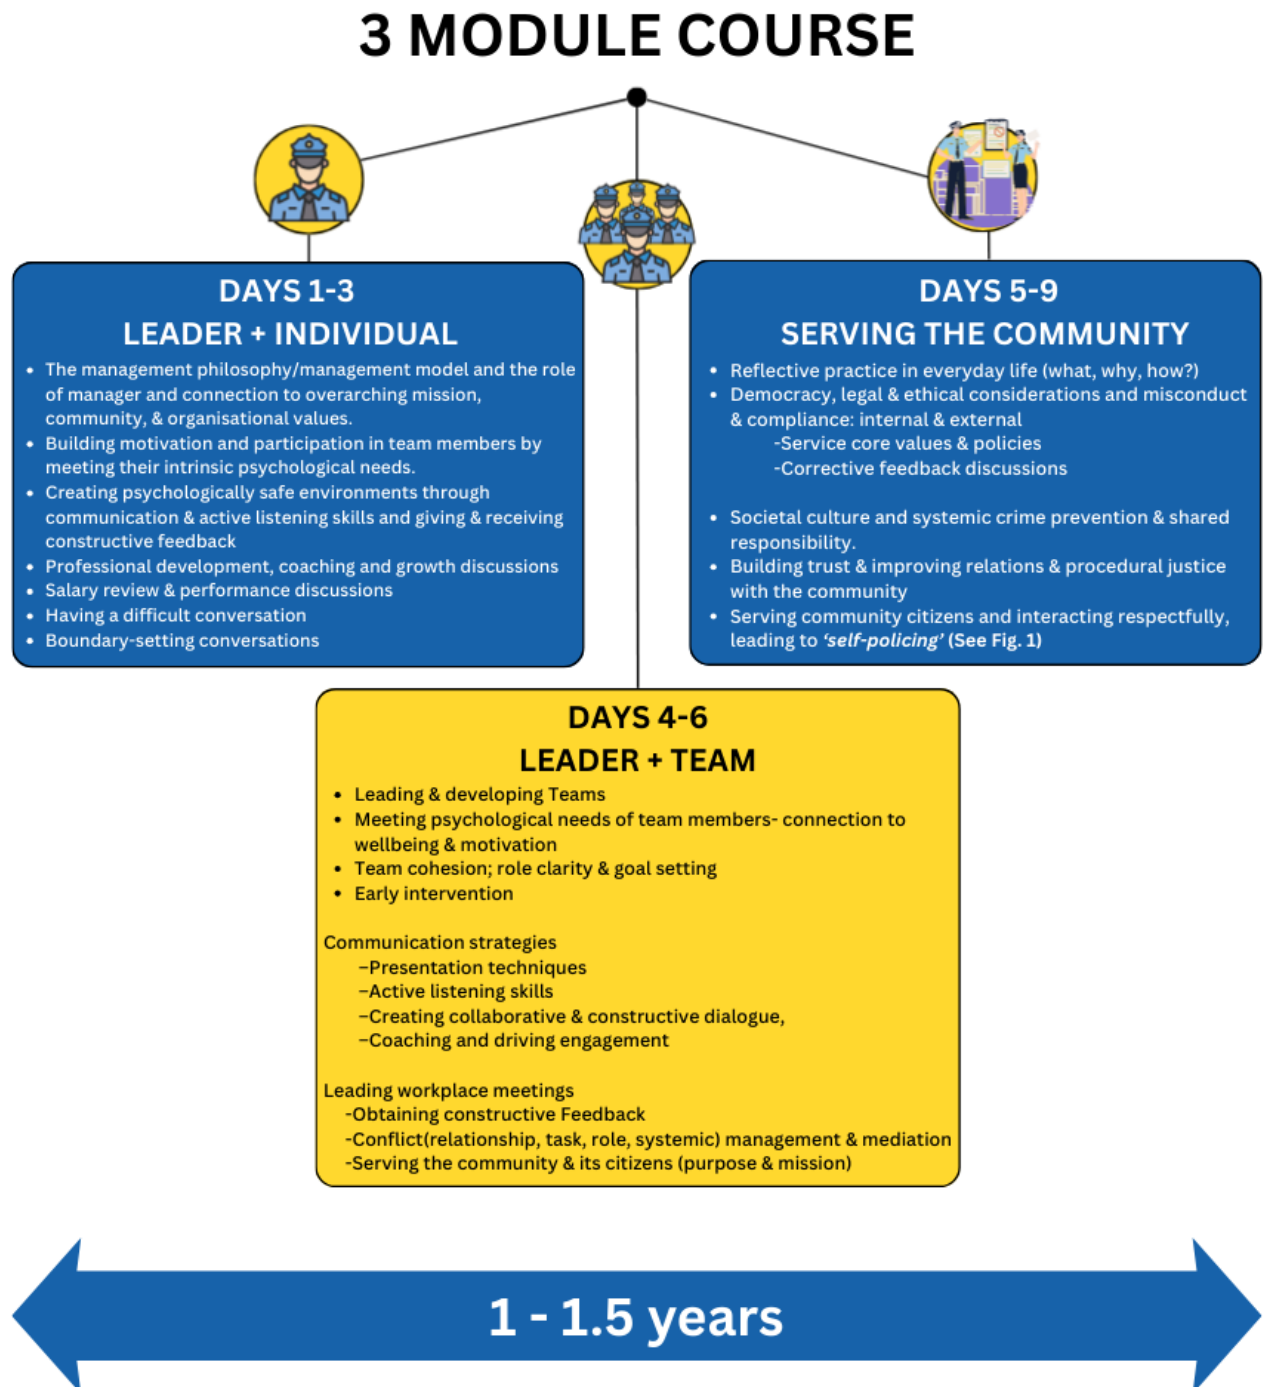 3 MODULE COURSE
DAYS 1-3
LEADER + INDIVIDUAL
• The management philosophy/management model and the role
of manager and connection to overarching mission,
community, & organisational values.
• Building motivation and participation in team members by
meeting their intrinsic psychological needs.
• Creating psychologically safe environments through
communication & active listening skills and giving & receiving
constructive feedback
• Professional development, coaching and growth discussions
• Salary review & performance discussions
• Having a difficult conversation
• Boundary-setting conversations
DAYS 5-9
SERVING THE COMMUNITY
• Reflective practice in everyday life (what, why, how?)
• Democracy, legal & ethical considerations and misconduct
& compliance: internal & external
-Service core values & policies
-Corrective feedback discussions
• Societal culture and systemic crime prevention & shared
responsibility.
• Building trust & improving relations & procedural justice
with the community
• Serving community citizens and interacting respectfully,
leading to ‘self-policing’ (See Fig. 1)
DAYS 4-6
LEADER + TEAM
• Leading & developing Teams
• Meeting psychological needs of team members- connection to
wellbeing & motivation
• Team cohesion; role clarity & goal setting
• Early intervention
Communication strategies
–Presentation techniques
–Active listening skills
–Creating collaborative & constructive dialogue,
–Coaching and driving engagement
Leading workplace meetings
-Obtaining constructive Feedback
-Conflict(relationship, task, role, systemic) management & mediation
-Serving the community & its citizens (purpose & mission)
1 - 1.5 years